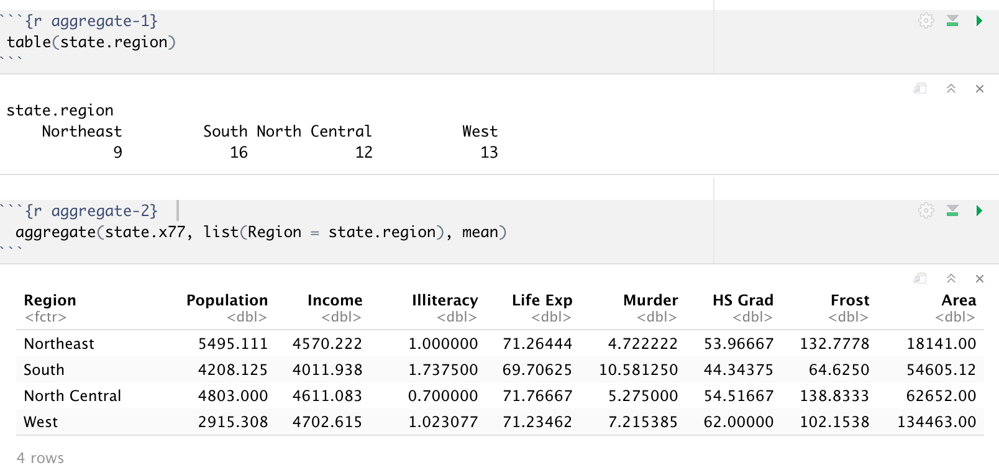 ```{r aggregate-1}
table(state.region)
```
state.region
    Northeast         South North Central          West
            9            16            12            13
```{r aggregate-2}
 aggregate(state.x77, list(Region = state.region), mean)
```
Region Population Income Illiteracy Life Exp Murder HS Grad Frost Area
<fctr> <dbl> <dbl> <dbl> <dbl> <dbl> <dbl> <dbl> <dbl>
Northeast 5495.111 4570.222 1.000000 71.26444 4.722222 53.96667 132.7778 18141.00
South 4208.125 4011.938 1.737500 69.70625 10.581250 44.34375 64.6250 54605.12
North Central 4803.000 4611.083 0.700000 71.76667 5.275000 54.51667 138.8333 62652.00
West 2915.308 4702.615 1.023077 71.23462 7.215385 62.00000 102.1538 134463.00
4 rows